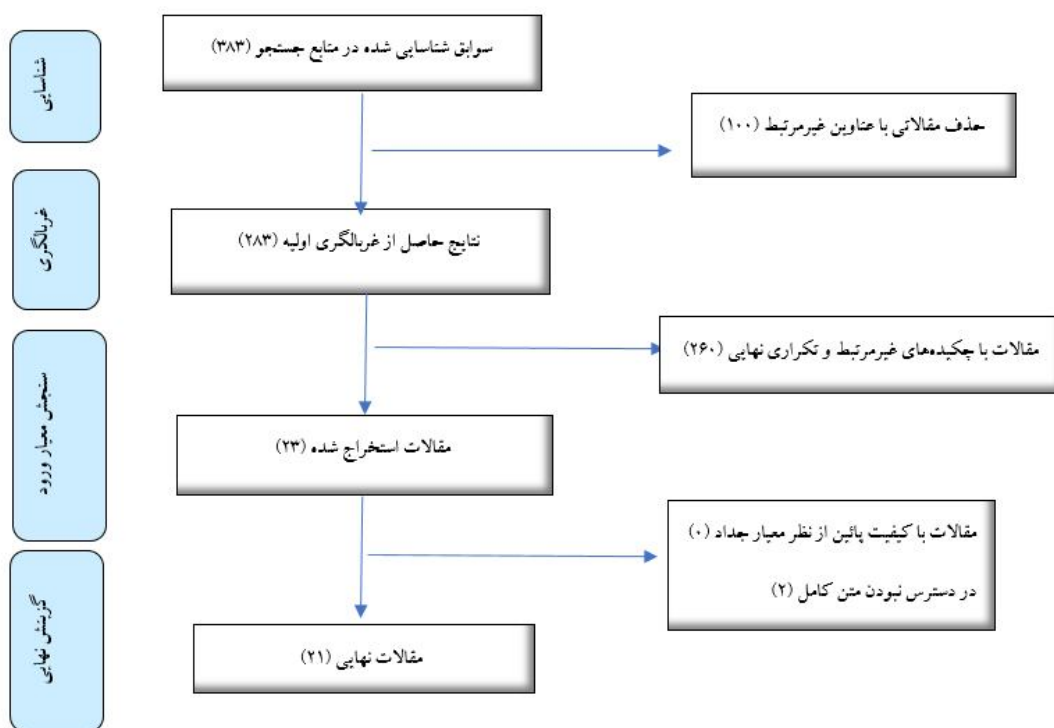 شناسایی
سوابق شناسایی شده در منابع جستجو (۳۸۳)
حذف مقالاتی با عناوین غیرمرتبط (۱۰۰)
غربالگری
نتایج حاصل از غربالگری اولیه (۲۸۳)
مقالات با چکیده‌های غیرمرتبط و تکراری نهایی (۲۶۰)
سنجش معیار ورود
مقالات استخراج شده (۲۳)
مقالات با کیفیت پائین از نظر معیار جداد (۰)
در دسترس نبودن متن کامل (۲)
گزینش نهایی
مقالات نهایی (۲۱)